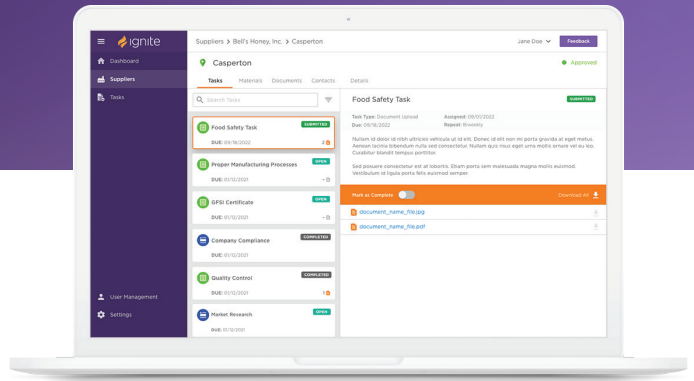 ignite
Suppliers > Bell's Honey, Inc. > Casperton
Jane Doe
Feedback
Dashboard
Suppliers
Tasks
User Management
Settings
Casperton
Approved
Tasks
Materials
Documents
Contacts
Details
Search Tasks
Food Safety Task
SUBMITTED
DUE: 09/18/2022
2
Proper Manufacturing Processes
OPEN
DUE: 01/12/2021
-
GFSI Certificate
OPEN
DUE: 01/12/2021
-
Company Compliance
COMPLETED
DUE: 01/12/2021
Quality Control
COMPLETED
DUE: 01/12/2021
Market Research
OPEN
DUE: 01/12/2021
Food Safety Task
SUBMITTED
Task Type: Document Upload
Assigned: 09/01/2022
Due: 09/18/2022
Repeat: Biweekly
Nullam id dolor id nibh ultricies vehicula ut id elit. Donec id elit non mi porta gravida at eget metus.
Aenean lacinia bibendum nulla sed consectetur. Nullam quis risus eget urna mollis ornare vel eu leo.
Curabitur blandit tempus porttitor.
Sed posuere consectetur est at lobortis. Etiam porta sem malesuada magna mollis euismod.
Vestibulum id ligula porta felis euismod semper.
Mark as Complete
Download All
document_name_file.jpg
document_name_file.pdf